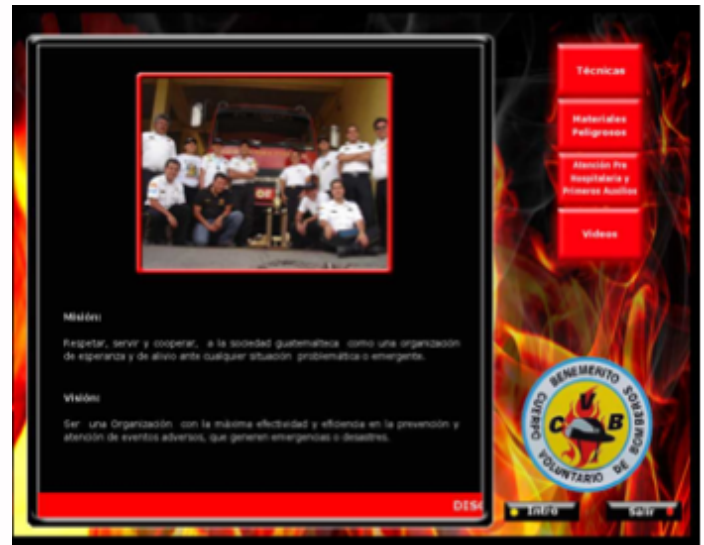 Técnicas
Materiales
Peligrosos
Atención Pre
Hospitalaria y
Primeros Auxilios
Videos
Misión:
Respetar, servir y cooperar, a la sociedad guatemalteca como una organización
de esperanza y de alivio ante cualquier situación problemática o emergente.
Visión:
Ser una Organización con la máxima efectividad y eficiencia en la prevención y
atención de eventos adversos, que generen emergencias o desastres.
BENEMERITO CUERPO VOLUNTARIO DE BOMBEROS
C V B
DISC
Intro
Salir